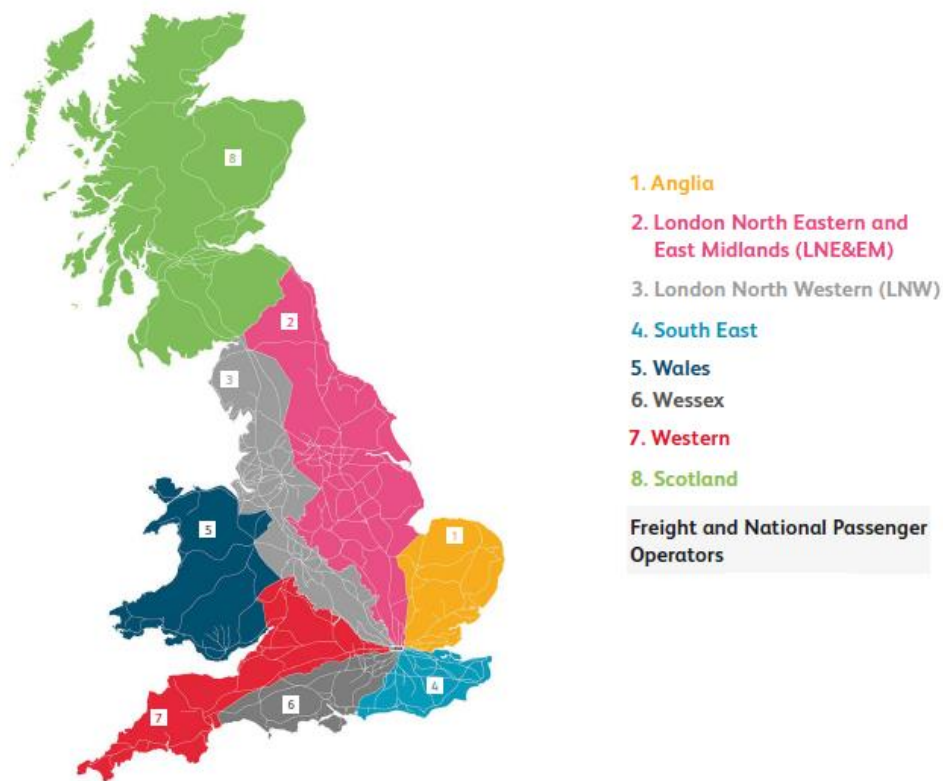 8
2
3
5
1
4
6
7
1. Anglia
2. London North Eastern and
East Midlands (LNE&EM)
3. London North Western (LNW)
4. South East
5. Wales
6. Wessex
7. Western
8. Scotland
Freight and National Passenger
Operators